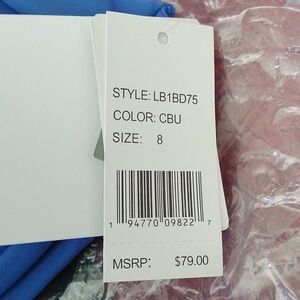 STYLE: LB1BD75
COLOR: CBU
SIZE: 8
1 94770 09822 7
MSRP: $79.00